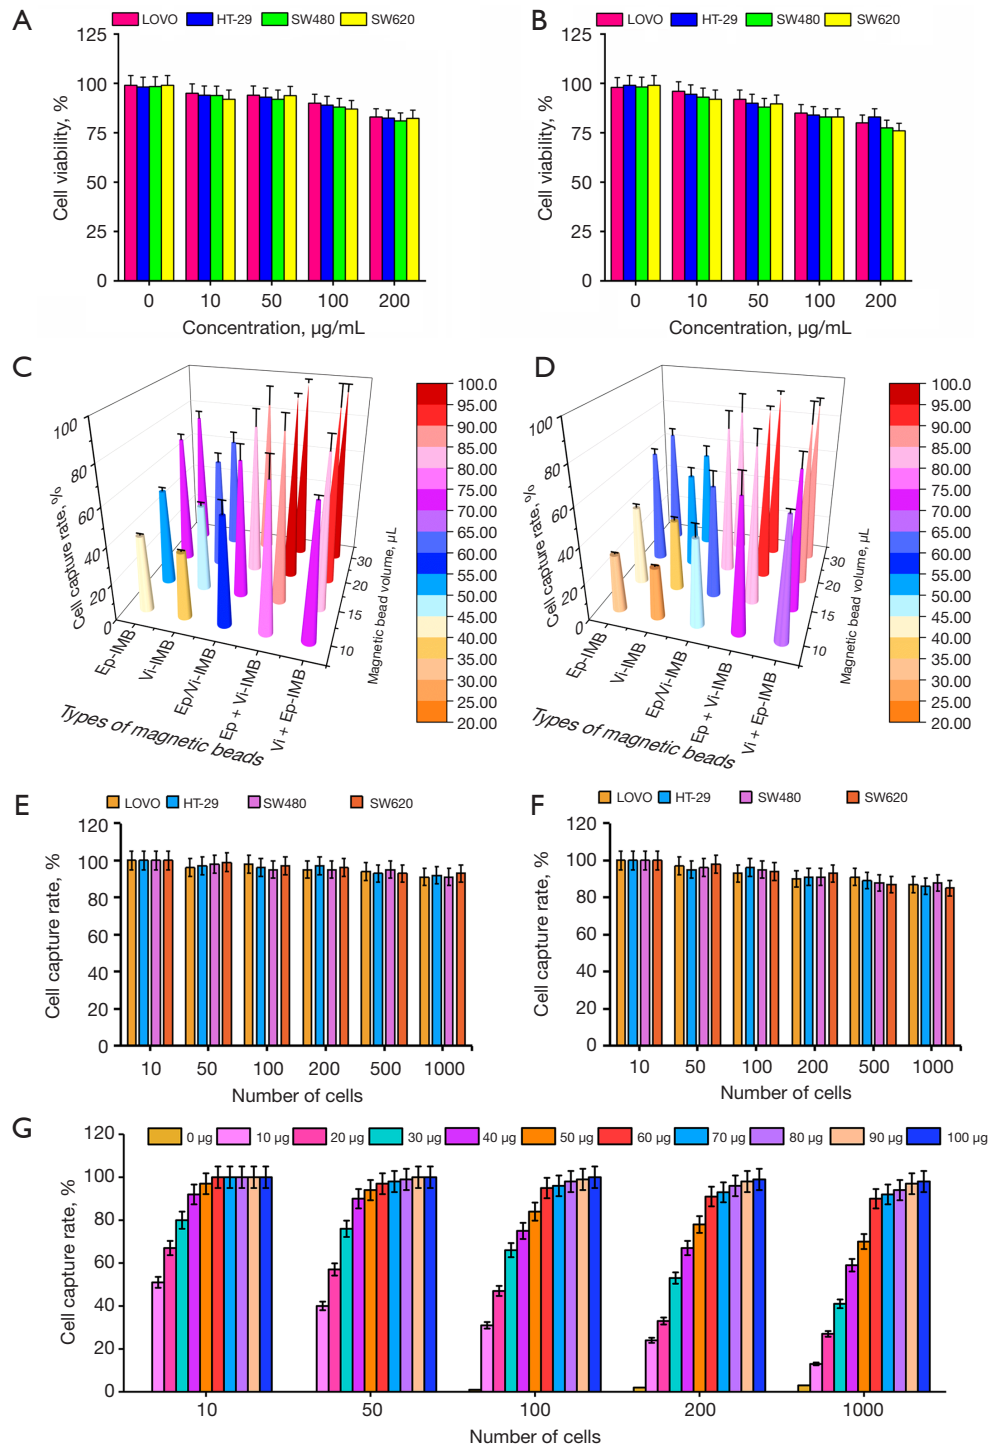 A
LOVO HT-29 SW480 SW620
125
100
75
50
25
0
Cell viability, %
0 10 50 100 200
Concentration, µg/mL
B
LOVO HT-29 SW480 SW620
125
100
75
50
25
0
Cell viability, %
0 10 50 100 200
Concentration, µg/mL
C
100
80
60
40
20
0
Cell capture rate, %
Ep-IMB
Vi-IMB
Ep/Vi-IMB
Ep + Vi-IMB
Vi + Ep-IMB
Types of magnetic beads
30
20
15
10
Magnetic bead volume, µL
100.0
95.00
90.00
85.00
80.00
75.00
70.00
65.00
60.00
55.00
50.00
45.00
40.00
35.00
30.00
25.00
20.00
D
100
80
60
40
20
0
Cell capture rate, %
Ep-IMB
Vi-IMB
Ep/Vi-IMB
Ep + Vi-IMB
Vi + Ep-IMB
Types of magnetic beads
30
20
15
10
Magnetic bead volume, µL
100.0
95.00
90.00
85.00
80.00
75.00
70.00
65.00
60.00
55.00
50.00
45.00
40.00
35.00
30.00
25.00
20.00
E
LOVO HT-29 SW480 SW620
120
100
80
60
40
20
0
Cell capture rate, %
10 50 100 200 500 1000
Number of cells
F
LOVO HT-29 SW480 SW620
120
100
80
60
40
20
0
Cell capture rate, %
10 50 100 200 500 1000
Number of cells
G
0 µg 10 µg 20 µg 30 µg 40 µg 50 µg 60 µg 70 µg 80 µg 90 µg 100 µg
120
100
80
60
40
20
0
Cell capture rate, %
10 50 100 200 1000
Number of cells